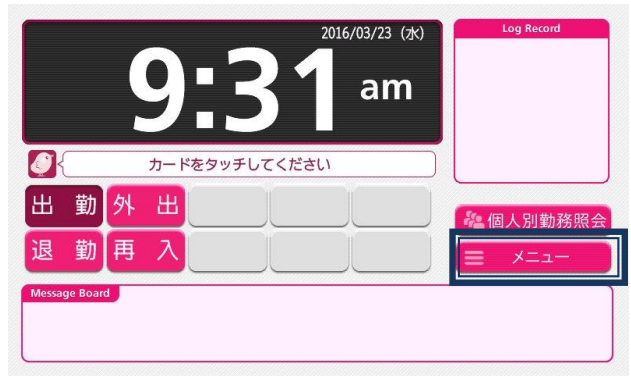 2016/03/23 (水)
9:31 am
カードをタッチしてください
出 勤 外 出
退 勤 再 入
Log Record
個人別勤務照会
メニュー
Message Board